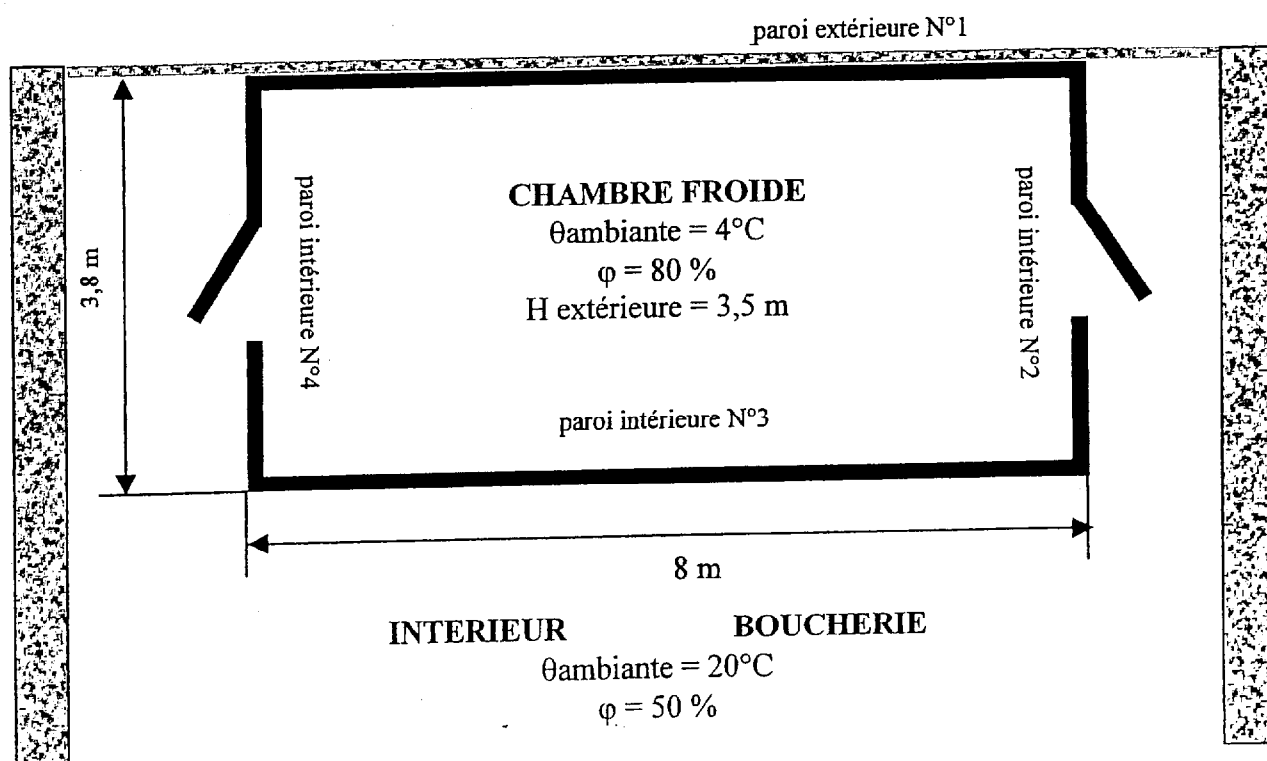 paroi extérieure N°1
3,8 m
paroi intérieure N°4
CHAMBRE FROIDE
θambiante = 4°C
φ = 80 %
H extérieure = 3,5 m
paroi intérieure N°2
paroi intérieure N°3
8 m
INTERIEUR BOUCHERIE
θambiante = 20°C
φ = 50 %